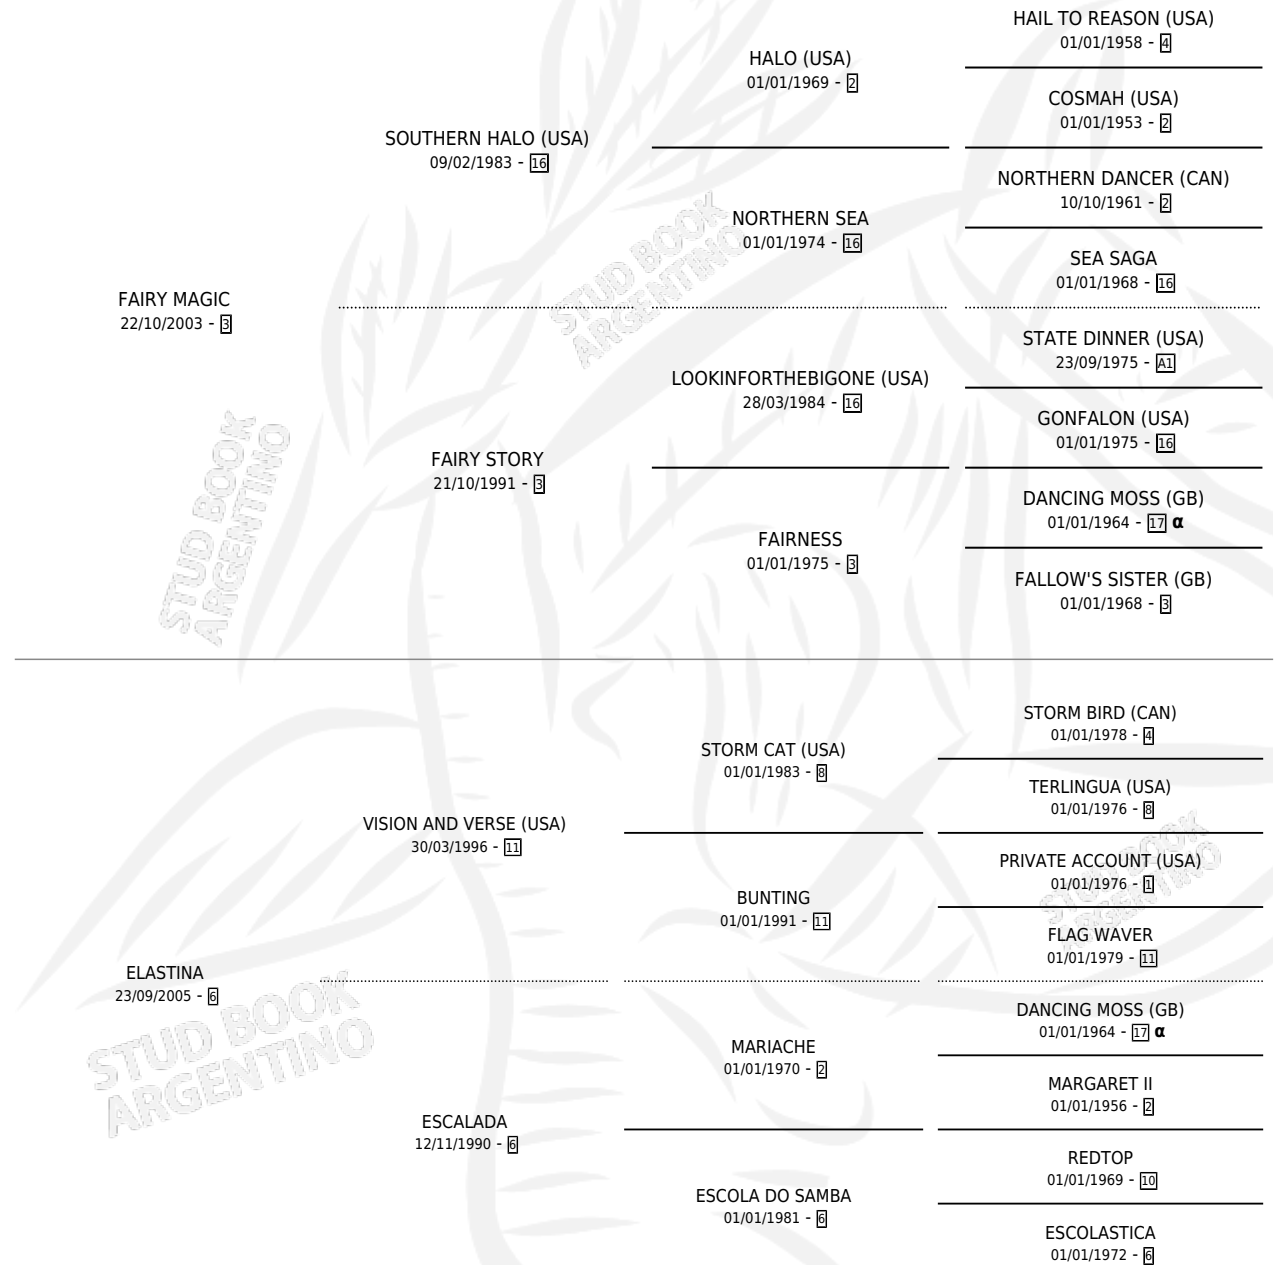 HAIL TO REASON (USA)
01/01/1958 - 4
HALO (USA)
01/01/1969 - 2
COSMAH (USA)
01/01/1953 - 2
SOUTHERN HALO (USA)
09/02/1983 - 16
NORTHERN DANCER (CAN)
10/10/1961 - 2
NORTHERN SEA
01/01/1974 - 16
SEA SAGA
01/01/1968 - 16
FAIRY MAGIC
22/10/2003 - 3
STATE DINNER (USA)
23/09/1975 - A1
LOOKINFORTHEBIGONE (USA)
28/03/1984 - 16
GONFALON (USA)
01/01/1975 - 16
FAIRY STORY
21/10/1991 - 3
DANCING MOSS (GB)
01/01/1964 - 17 α
FAIRNESS
01/01/1975 - 3
FALLOW'S SISTER (GB)
01/01/1968 - 3
STORM BIRD (CAN)
01/01/1978 - 4
STORM CAT (USA)
01/01/1983 - 8
TERLINGUA (USA)
01/01/1976 - 8
VISION AND VERSE (USA)
30/03/1996 - 11
PRIVATE ACCOUNT (USA)
01/01/1976 - 1
BUNTING
01/01/1991 - 11
FLAG WAVER
01/01/1979 - 11
ELASTINA
23/09/2005 - 6
DANCING MOSS (GB)
01/01/1964 - 17 α
MARIACHE
01/01/1970 - 2
MARGARET II
01/01/1956 - 2
ESCALADA
12/11/1990 - 6
REDTOP
01/01/1969 - 10
ESCOLA DO SAMBA
01/01/1981 - 6
ESCOLASTICA
01/01/1972 - 6
STUD BOOK
ARGENTINO
STUD BOOK
ARGENTINO
STUD BOOK
ARGENTINO
STUD BOOK
ARGENTINO